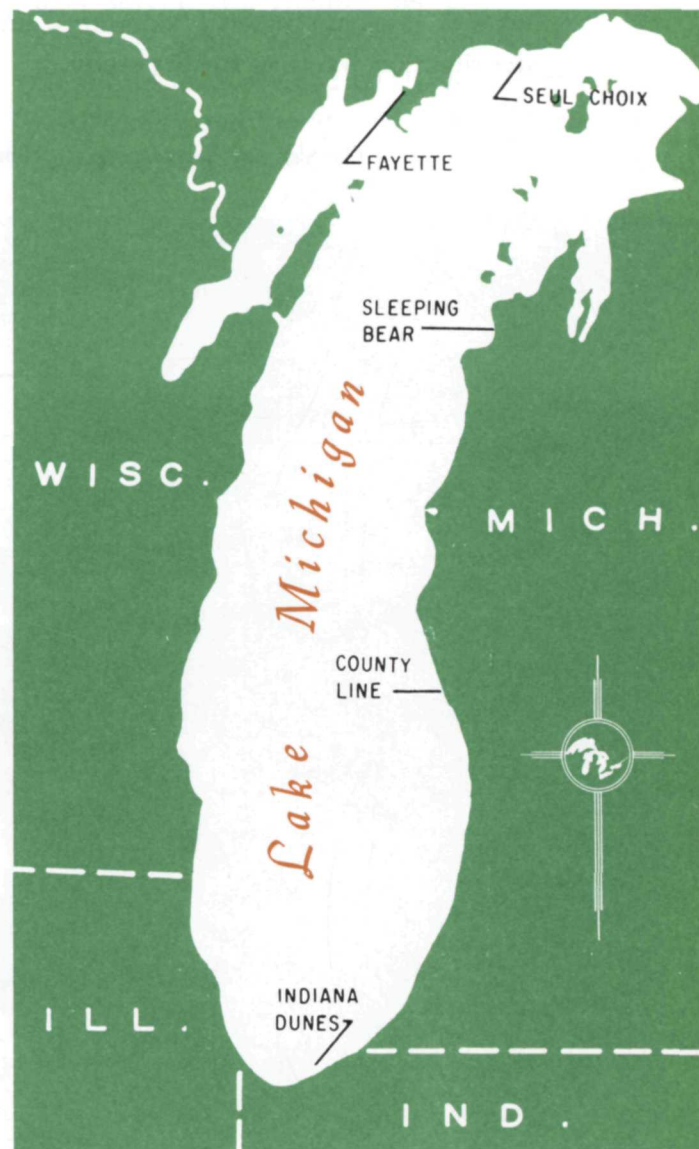 SEUL CHOIX
FAYETTE
SLEEPING
BEAR
WISC.
Lake Michigan
MICH.
COUNTY
LINE
INDIANA
DUNES
ILL.
IND.